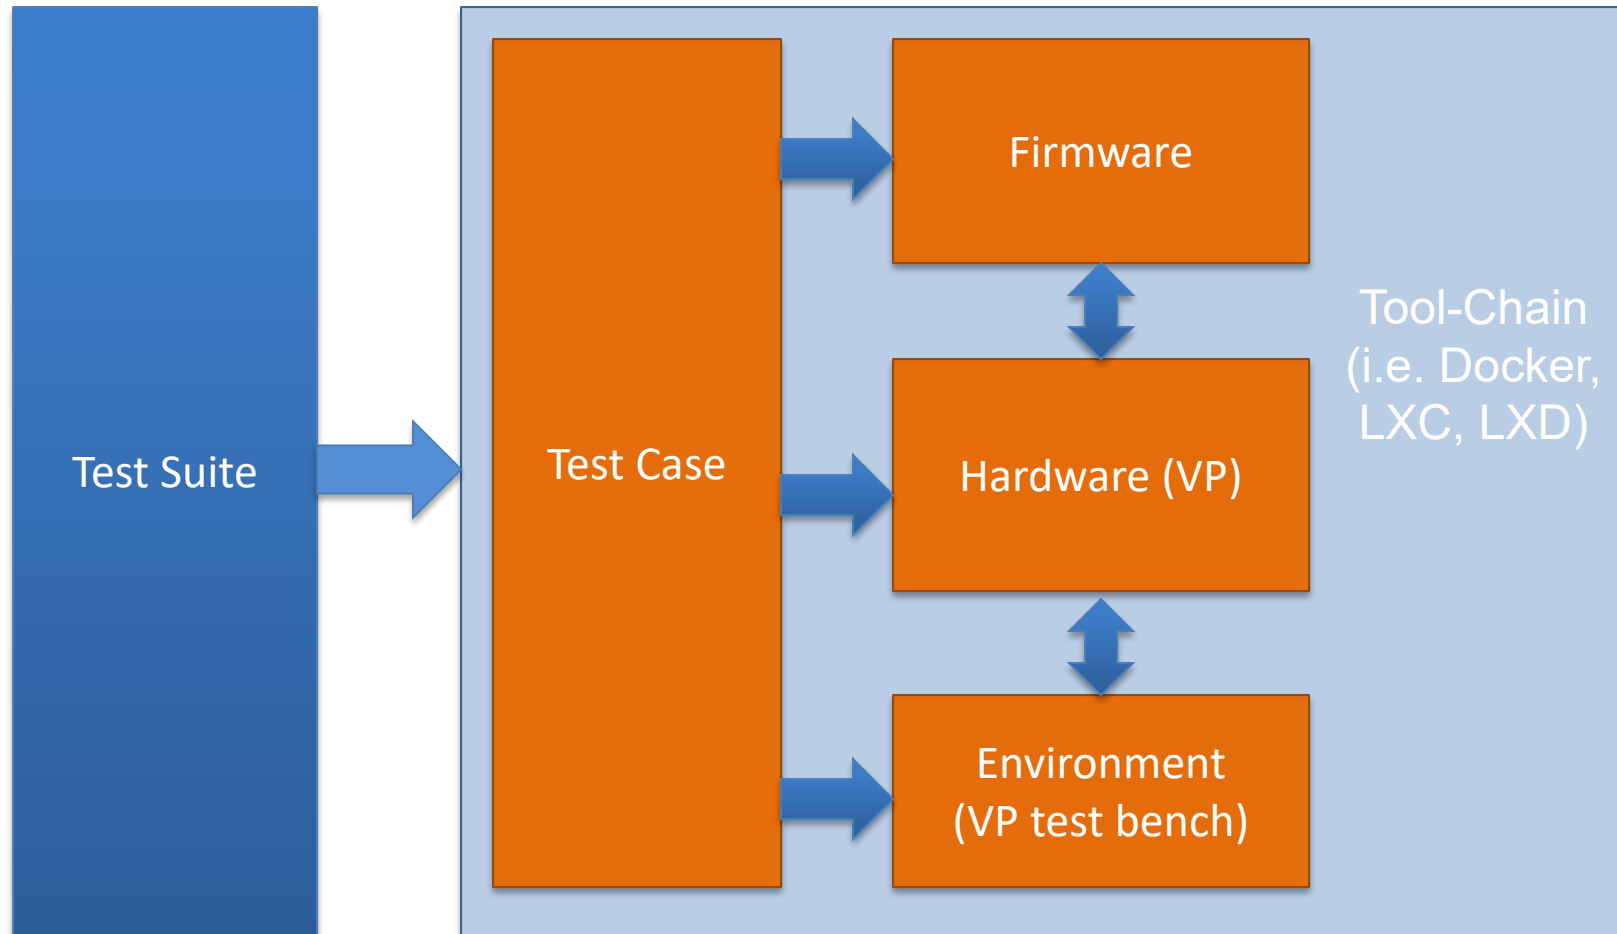 Test Suite
Test Case
Firmware
Hardware (VP)
Environment
(VP test bench)
Tool-Chain
(i.e. Docker,
LXC, LXD)